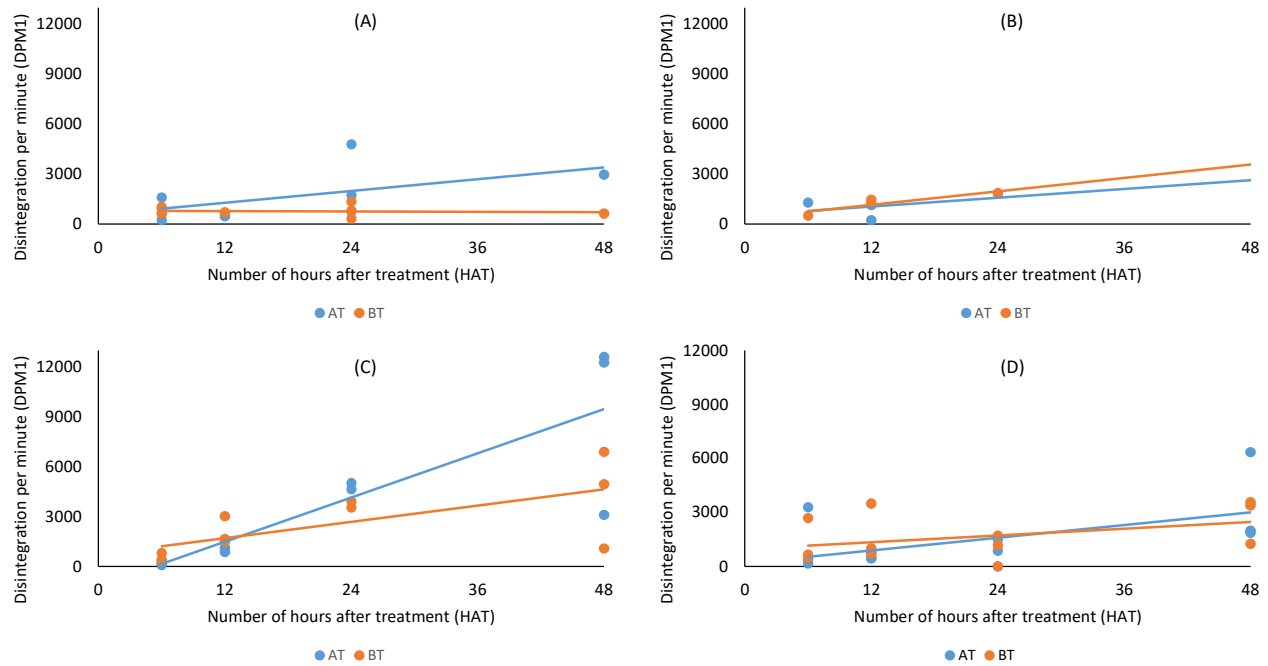 (A)
Disintegration per minute (DPM1)
12000
9000
6000
3000
0
0 12 24 36 48
Number of hours after treatment (HAT)
AT BT
(B)
Disintegration per minute (DPM1)
12000
9000
6000
3000
0
0 12 24 36 48
Number of hours after treatment (HAT)
AT BT
(C)
Disintegration per minute (DPM1)
12000
9000
6000
3000
0
0 12 24 36 48
Number of hours after treatment (HAT)
AT BT
(D)
Disintegration per minute (DPM1)
12000
9000
6000
3000
0
0 12 24 36 48
Number of hours after treatment (HAT)
AT BT